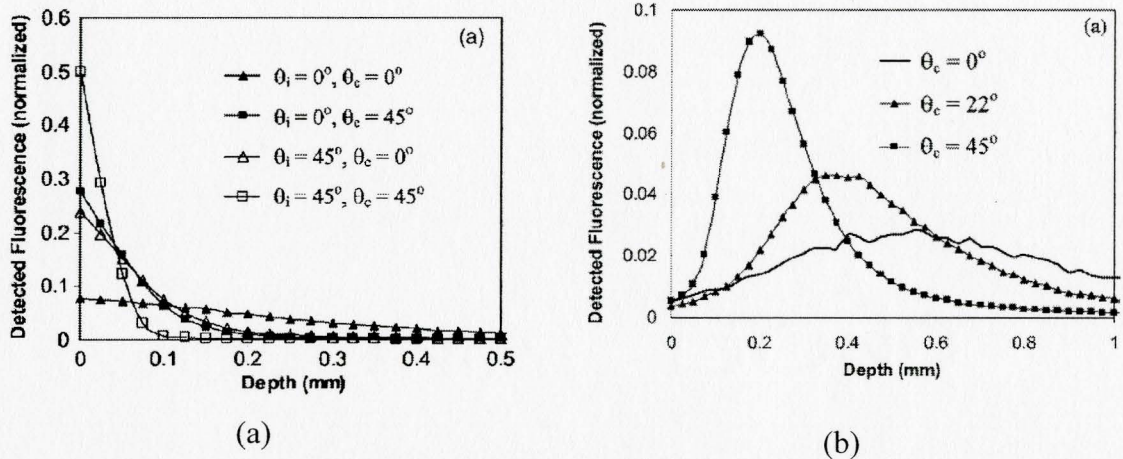 (a)
Detected Fluorescence (normalized)
0.6
0.5
0.4
0.3
0.2
0.1
0
θi = 0°, θc = 0°
θi = 0°, θc = 45°
θi = 45°, θc = 0°
θi = 45°, θc = 45°
0 0.1 0.2 0.3 0.4 0.5
Depth (mm)
(a)
(a)
Detected Fluorescence (normalized)
0.1
0.08
0.06
0.04
0.02
0
θc = 0°
θc = 22°
θc = 45°
0 0.2 0.4 0.6 0.8 1
Depth (mm)
(b)